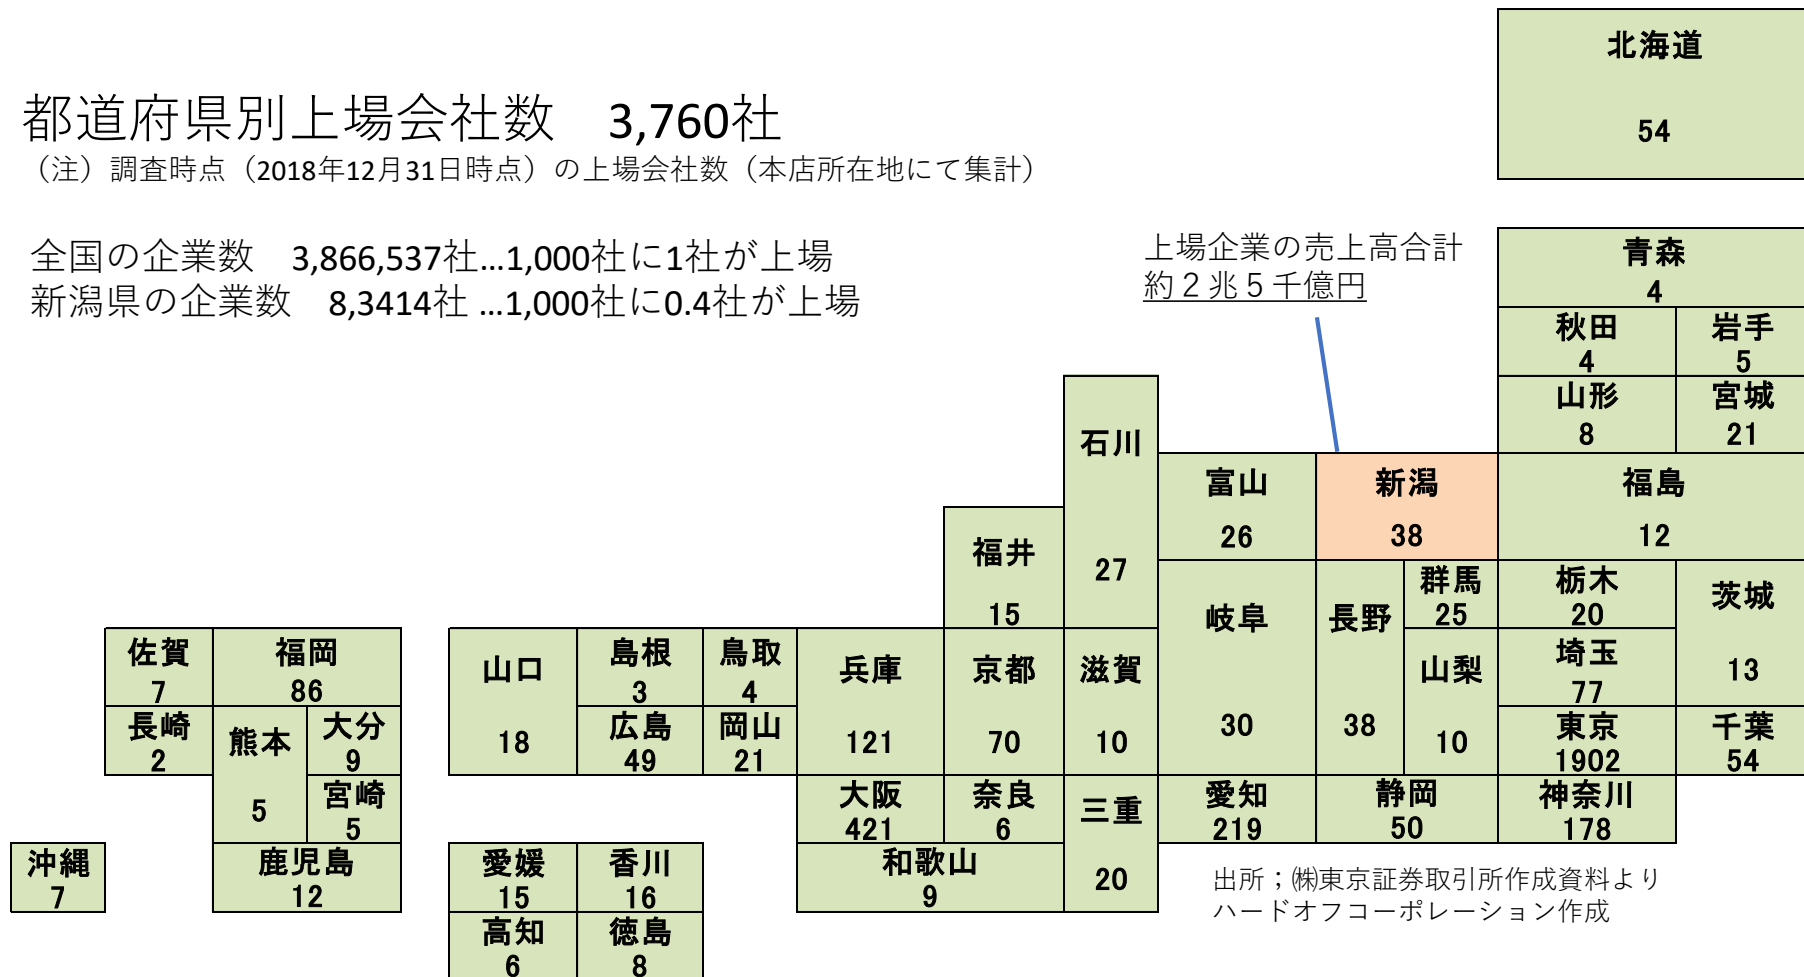 都道府県別上場会社数　3,760社
（注）調査時点（2018年12月31日時点）の上場会社数（本店所在地にて集計）
全国の企業数　3,866,537社…1,000社に1社が上場
新潟県の企業数　8,3414社 …1,000社に0.4社が上場
上場企業の売上高合計
約２兆５千億円
北海道
54
青森
4
秋田
4
岩手
5
山形
8
宮城
21
石川
27
富山
26
新潟
38
福島
12
福井
15
岐阜
30
長野
38
群馬
25
栃木
20
茨城
13
佐賀
7
福岡
86
山口
18
島根
3
鳥取
4
兵庫
121
京都
70
滋賀
10
山梨
10
埼玉
77
長崎
2
熊本
5
大分
9
広島
49
岡山
21
東京
1902
千葉
54
宮崎
5
大阪
421
奈良
6
三重
20
愛知
219
静岡
50
神奈川
178
沖縄
7
鹿児島
12
愛媛
15
香川
16
和歌山
9
高知
6
徳島
8
出所；㈱東京証券取引所作成資料より
ハードオフコーポレーション作成